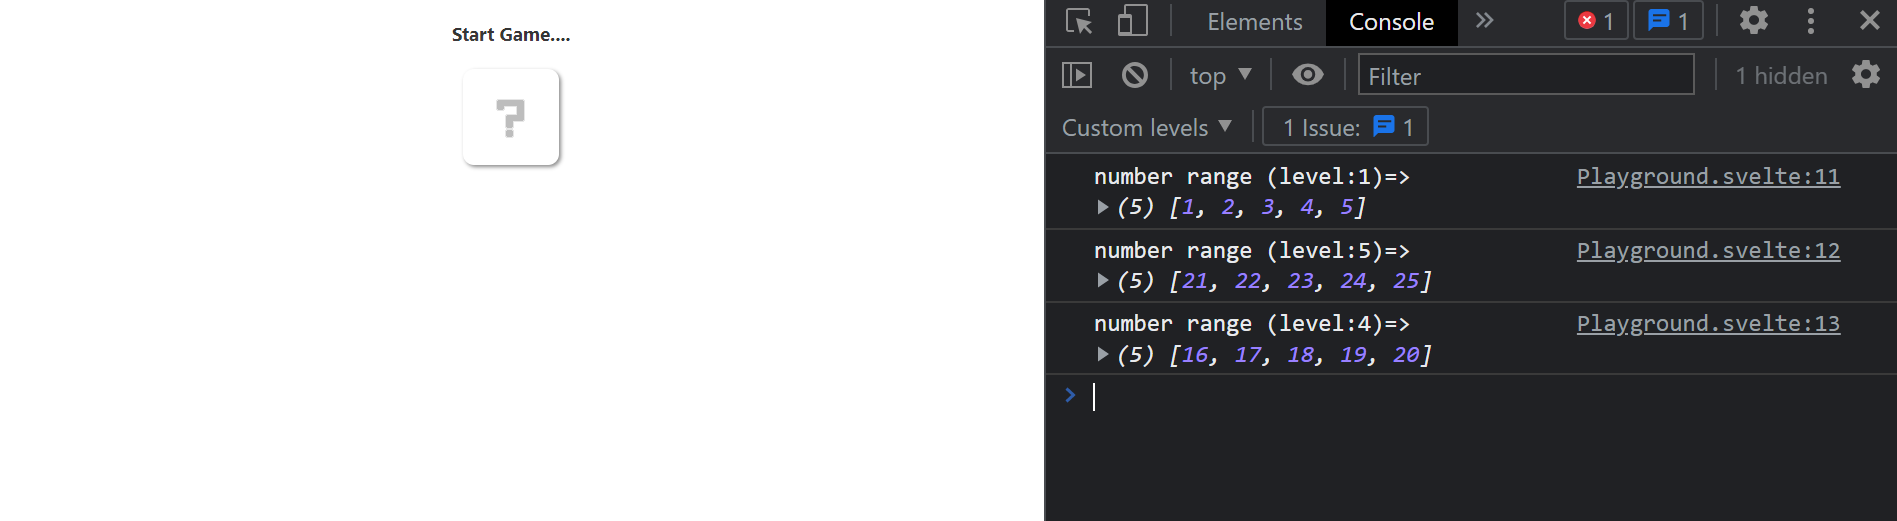 Start Game....
?
Elements Console 1 1
top Filter 1 hidden
Custom levels 1 Issue: 1
number range (level:1)=> Playground.svelte:11
(5) [1, 2, 3, 4, 5]
number range (level:5)=> Playground.svelte:12
(5) [21, 22, 23, 24, 25]
number range (level:4)=> Playground.svelte:13
(5) [16, 17, 18, 19, 20]